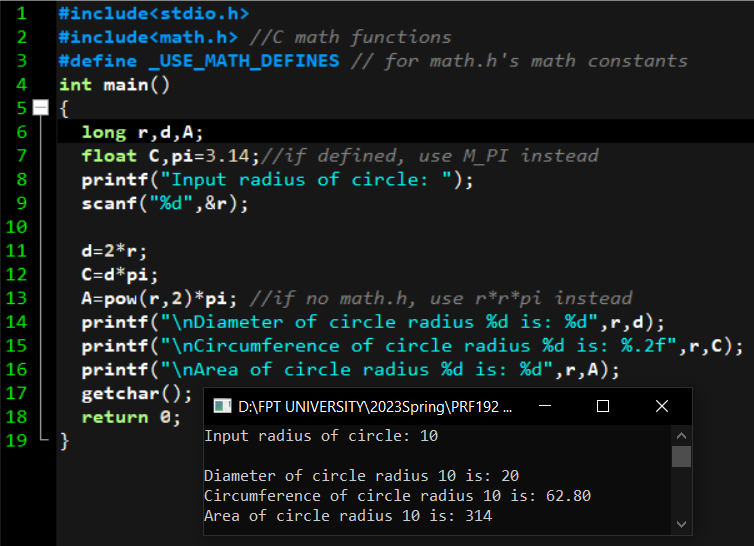 1 #include<stdio.h>
2 #include<math.h> //C math functions
3 #define _USE_MATH_DEFINES // for math.h's math constants
4 int main()
5 {
6 long r,d,A;
7 float C,pi=3.14;//if defined, use M_PI instead
8 printf("Input radius of circle: ");
9 scanf("%d",&r);
10
11 d=2*r;
12 C=d*pi;
13 A=pow(r,2)*pi; //if no math.h, use r*r*pi instead
14 printf("\nDiameter of circle radius %d is: %d",r,d);
15 printf("\nCircumference of circle radius %d is: %.2f",r,C);
16 printf("\nArea of circle radius %d is: %d",r,A);
17 getchar();
18 return 0;
19 }
D:\FPT UNIVERSITY\2023Spring\PRF192 ...
Input radius of circle: 10
Diameter of circle radius 10 is: 20
Circumference of circle radius 10 is: 62.80
Area of circle radius 10 is: 314